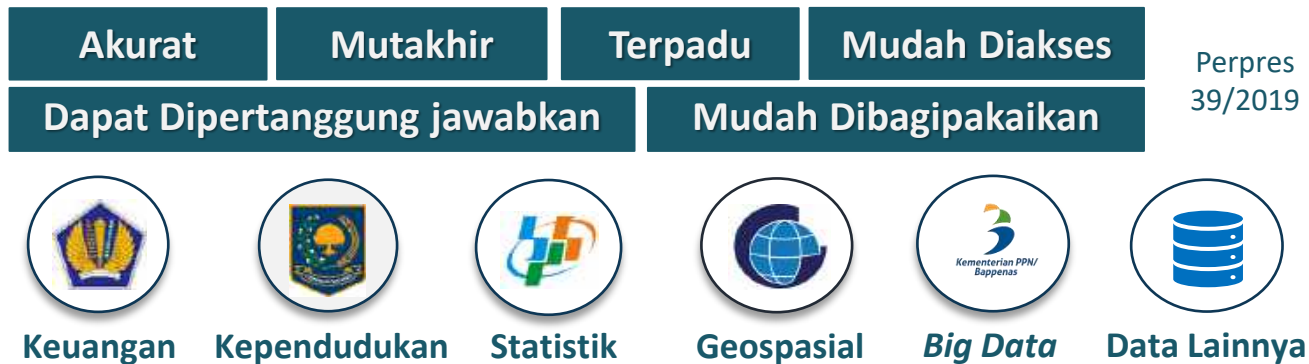 Akurat
Mutakhir
Terpadu
Mudah Diakses
Perpres
39/2019
Dapat Dipertanggung jawabkan
Mudah Dibagipakaikan
Kementerian PPN/
Bappenas
Keuangan
Kependudukan
Statistik
Geospasial
Big Data
Data Lainnya